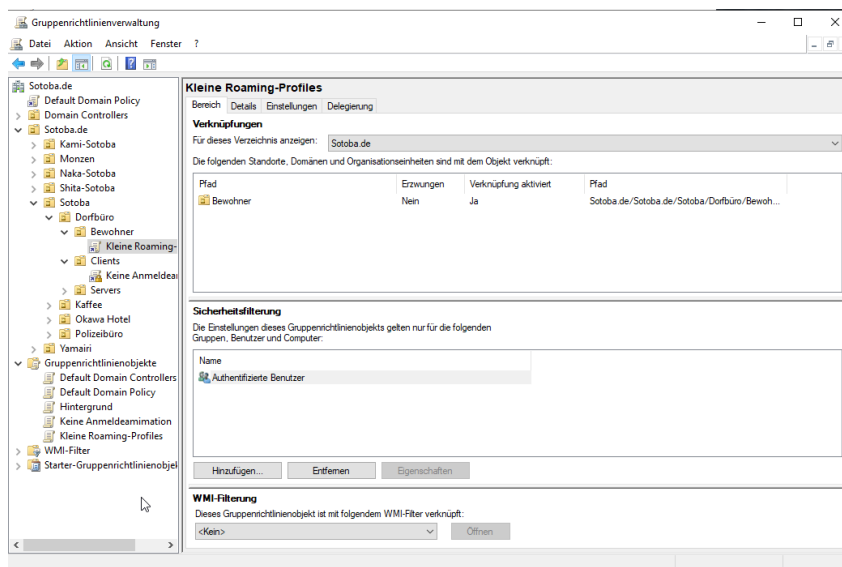 Gruppenrichtlinienverwaltung
Datei Aktion Ansicht Fenster ?
Sotoba.de
Default Domain Policy
Domain Controllers
Sotoba.de
Kami-Sotoba
Monzen
Naka-Sotoba
Shita-Sotoba
Sotoba
Dorfbüro
Bewohner
Kleine Roaming-
Clients
Keine Anmeldea
Servers
Kaffee
Okawa Hotel
Polizeibüro
Yamairi
Gruppenrichtlinienobjekte
Default Domain Controllers
Default Domain Policy
Hintergrund
Keine Anmeldeamimation
Kleine Roaming-Profiles
WMI-Filter
Starter-Gruppenrichtlinienobjek
Kleine Roaming-Profiles
Bereich Details Einstellungen Delegierung
Verknüpfungen
Für dieses Verzeichnis anzeigen: Sotoba.de
Die folgenden Standorte, Domänen und Organisationseinheiten sind mit dem Objekt verknüpft:
Pfad Erzwungen Verknüpfung aktiviert Pfad
Bewohner Nein Ja Sotoba.de/Sotoba.de/Sotoba/Dorfbüro/Bewoh...
Sicherheitsfilterung
Die Einstellungen dieses Gruppenrichtlinienobjekts gelten nur für die folgenden
Gruppen, Benutzer und Computer:
Name
Authentifizierte Benutzer
Hinzufügen... Entfernen Eigenschaften
WMI-Filterung
Dieses Gruppenrichtlinienobjekt ist mit folgendem WMI-Filter verknüpft:
<Kein> Öffnen